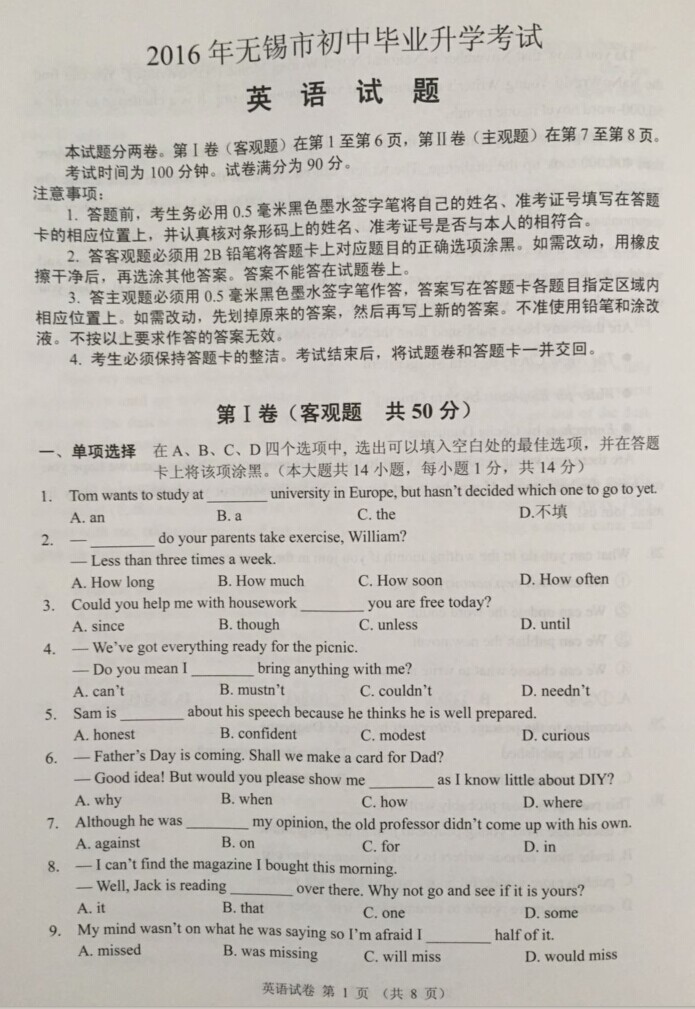 2016 年无锡市初中毕业升学考试
英 语 试 题
本试题分两卷。第Ⅰ卷（客观题）在第 1 至第 6 页，第Ⅱ卷（主观题）在第 7 至第 8 页。
考试时间为 100 分钟。试卷满分为 90 分。
注意事项：
1. 答题前，考生务必用 0.5 毫米黑色墨水签字笔将自己的姓名、准考证号填写在答题
卡的相应位置上，并认真核对条形码上的姓名、准考证号是否与本人的相符合。
2. 答客观题必须用 2B 铅笔将答题卡上对应题目的正确选项涂黑。如需改动，用橡皮
擦干净后，再选涂其他答案。答案不能答在试题卷上。
3. 答主观题必须用 0.5 毫米黑色墨水签字笔作答，答案写在答题卡各题目指定区域内
相应位置上。如需改动，先划掉原来的答案，然后再写上新的答案。不准使用铅笔和涂改
液。不按以上要求作答的答案无效。
4. 考生必须保持答题卡的整洁。考试结束后，将试题卷和答题卡一并交回。
第Ⅰ卷（客观题 共 50 分）
一、单项选择 在 A、B、C、D 四个选项中, 选出可以填入空白处的最佳选项，并在答题
卡上将该项涂黑。（本大题共 14 小题，每小题 1 分，共 14 分）
1. Tom wants to study at ________ university in Europe, but hasn't decided which one to go to yet.
A. an B. a C. the D.不填
2. — ________ do your parents take exercise, William?
— Less than three times a week.
A. How long B. How much C. How soon D. How often
3. Could you help me with housework ________ you are free today?
A. since B. though C. unless D. until
4. — We've got everything ready for the picnic.
— Do you mean I ________ bring anything with me?
A. can't B. mustn't C. couldn't D. needn't
5. Sam is ________ about his speech because he thinks he is well prepared.
A. honest B. confident C. modest D. curious
6. — Father's Day is coming. Shall we make a card for Dad?
— Good idea! But would you please show me ________ as I know little about DIY?
A. why B. when C. how D. where
7. Although he was ________ my opinion, the old professor didn't come up with his own.
A. against B. on C. for D. in
8. — I can't find the magazine I bought this morning.
— Well, Jack is reading ________ over there. Why not go and see if it is yours?
A. it B. that C. one D. some
9. My mind wasn't on what he was saying so I'm afraid I ________ half of it.
A. missed B. was missing C. will miss D. would miss
英语试卷 第 1 页 （共 8 页）